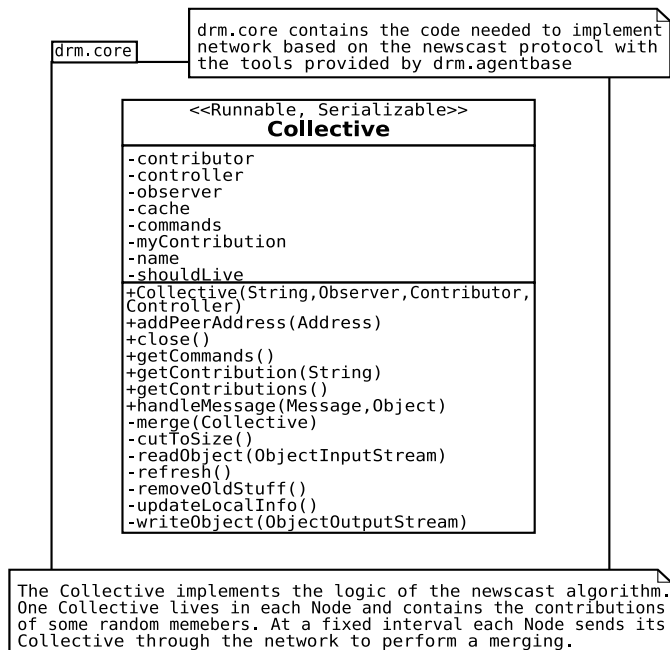 drm.core contains the code needed to implement
network based on the newscast protocol with
the tools provided by drm.agentbase
drm.core
<<Runnable, Serializable>>
Collective
-contributor
-controller
-observer
-cache
-commands
-myContribution
-name
-shouldLive
+Collective(String,Observer,Contributor,
Controller)
+addPeerAddress(Address)
+close()
+getCommands()
+getContribution(String)
+getContributions()
+handleMessage(Message,Object)
-merge(Collective)
-cutToSize()
-readObject(ObjectInputStream)
-refresh()
-removeOldStuff()
-updateLocalInfo()
-writeObject(ObjectOutputStream)
The Collective implements the logic of the newscast algorithm.
One Collective lives in each Node and contains the contributions
of some random memebers. At a fixed interval each Node sends its
Collective through the network to perform a merging.